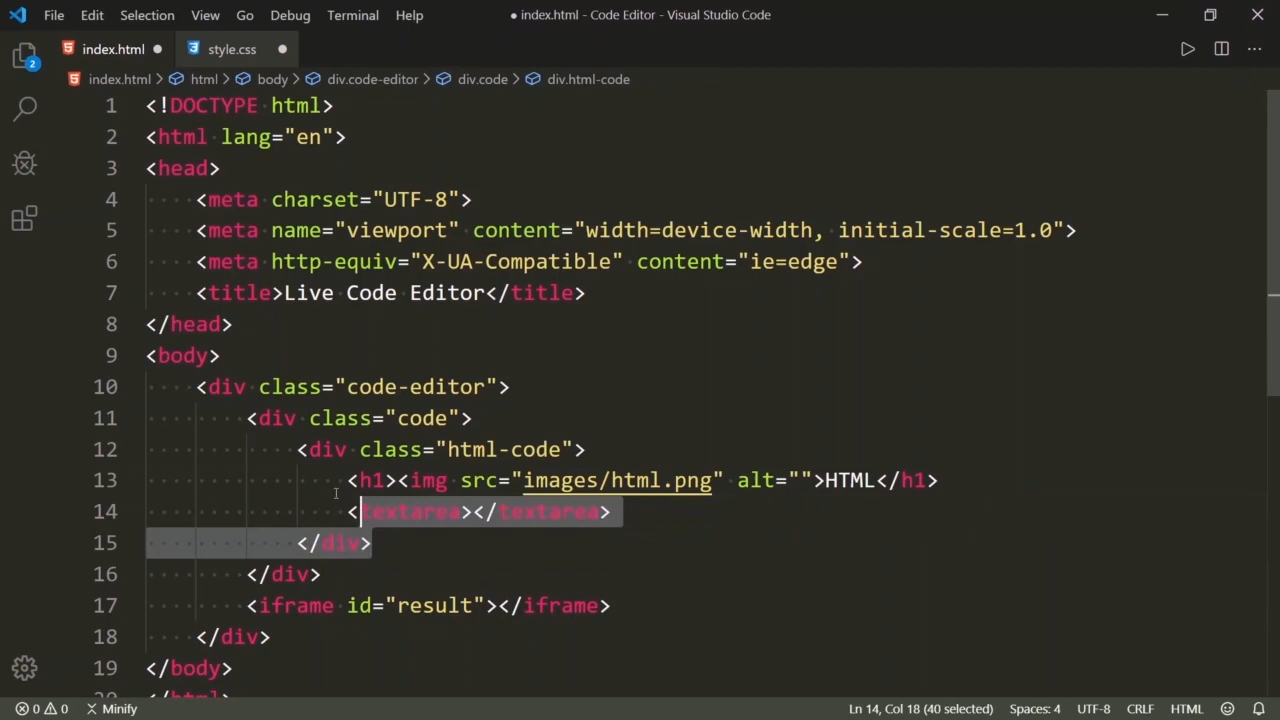 File Edit Selection View Go Debug Terminal Help ● index.html - Code Editor - Visual Studio Code
index.html ● style.css ●
2
index.html > html > body > div.code-editor > div.code > div.html-code
1 <!DOCTYPE html>
2 <html lang="en">
3 <head>
4 <meta charset="UTF-8">
5 <meta name="viewport" content="width=device-width, initial-scale=1.0">
6 <meta http-equiv="X-UA-Compatible" content="ie=edge">
7 <title>Live Code Editor</title>
8 </head>
9 <body>
10 <div class="code-editor">
11 <div class="code">
12 <div class="html-code">
13 <h1><img src="images/html.png" alt="">HTML</h1>
14 <textarea></textarea>
15 </div>
16 </div>
17 <iframe id="result"></iframe>
18 </div>
19 </body>
20 </html>
0 0 Minify Ln 14, Col 18 (40 selected) Spaces: 4 UTF-8 CRLF HTML